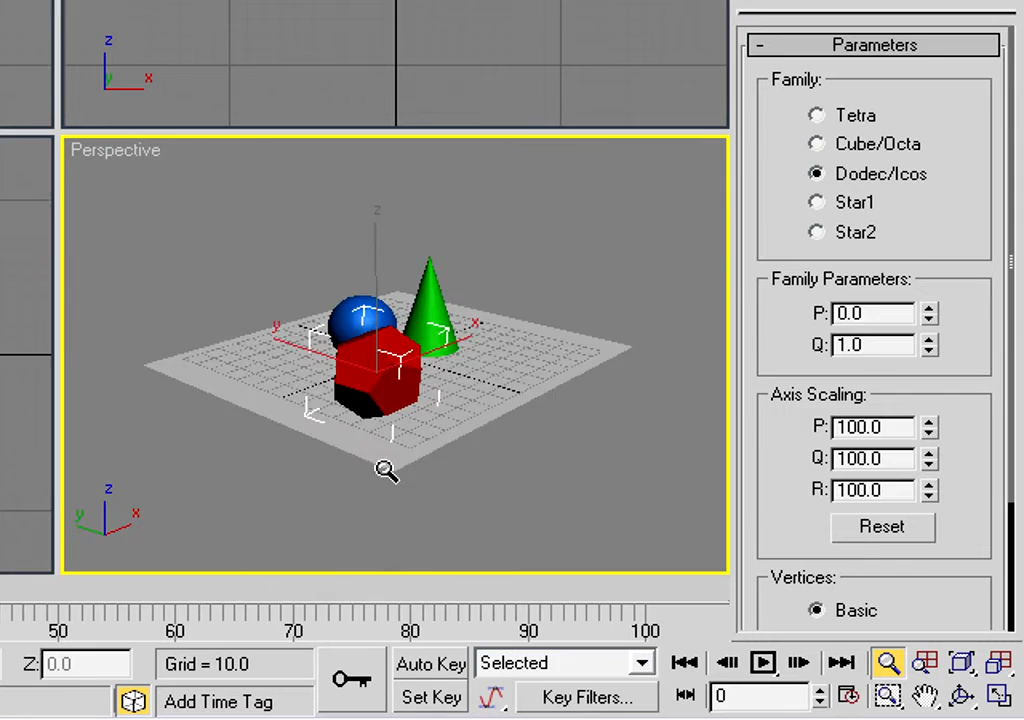 z
y x
Perspective
z
y x
z
y x
50 60 70 80 90 100
Z: 0.0 Grid = 10.0 Auto Key Selected
Add Time Tag Set Key Key Filters... 0
- Parameters
Family:
Tetra
Cube/Octa
Dodec/Icos
Star1
Star2
Family Parameters:
P: 0.0
Q: 1.0
Axis Scaling:
P: 100.0
Q: 100.0
R: 100.0
Reset
Vertices:
Basic